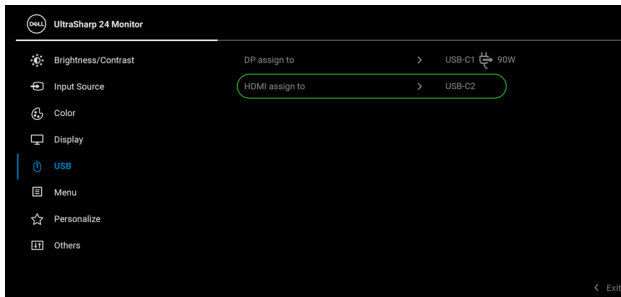 DELL UltraSharp 24 Monitor
Brightness/Contrast DP assign to > USB-C1 90W
Input Source HDMI assign to > USB-C2
Color
Display
USB
Menu
Personalize
Others
< Exit